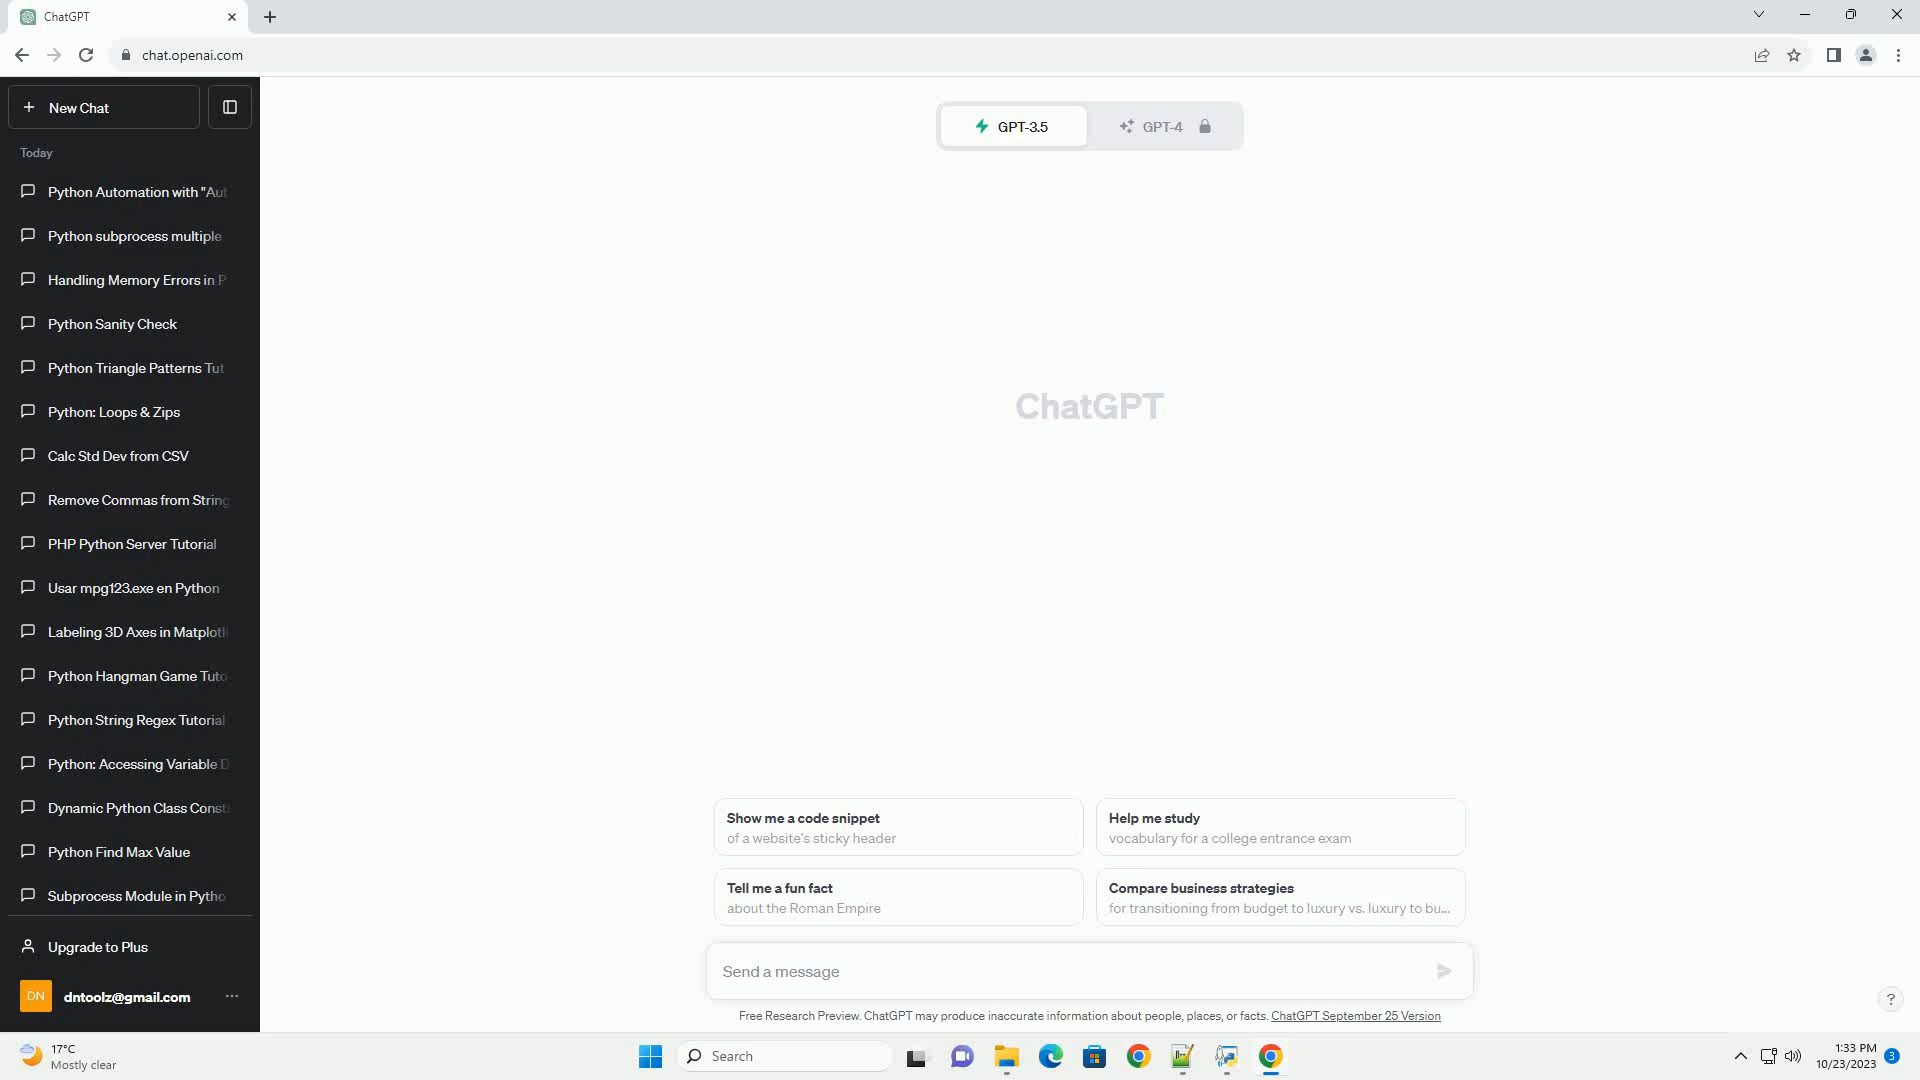 ChatGPT
chat.openai.com
New Chat
GPT-3.5
GPT-4
Today
Python Automation with "Aut
Python subprocess multiple
Handling Memory Errors in P
Python Sanity Check
Python Triangle Patterns Tut
Python: Loops & Zips
Calc Std Dev from CSV
Remove Commas from String
PHP Python Server Tutorial
Usar mpg123.exe en Python
Labeling 3D Axes in Matplotli
Python Hangman Game Tuto
Python String Regex Tutorial
Python: Accessing Variable D
Dynamic Python Class Const
Python Find Max Value
Subprocess Module in Pytho
Upgrade to Plus
DN
dntoolz@gmail.com
ChatGPT
Show me a code snippet
of a website's sticky header
Help me study
vocabulary for a college entrance exam
Tell me a fun fact
about the Roman Empire
Compare business strategies
for transitioning from budget to luxury vs. luxury to bu...
Send a message
?
Free Research Preview. ChatGPT may produce inaccurate information about people, places, or facts. ChatGPT September 25 Version
17°C
Mostly clear
Search
1:33 PM
10/23/2023
3